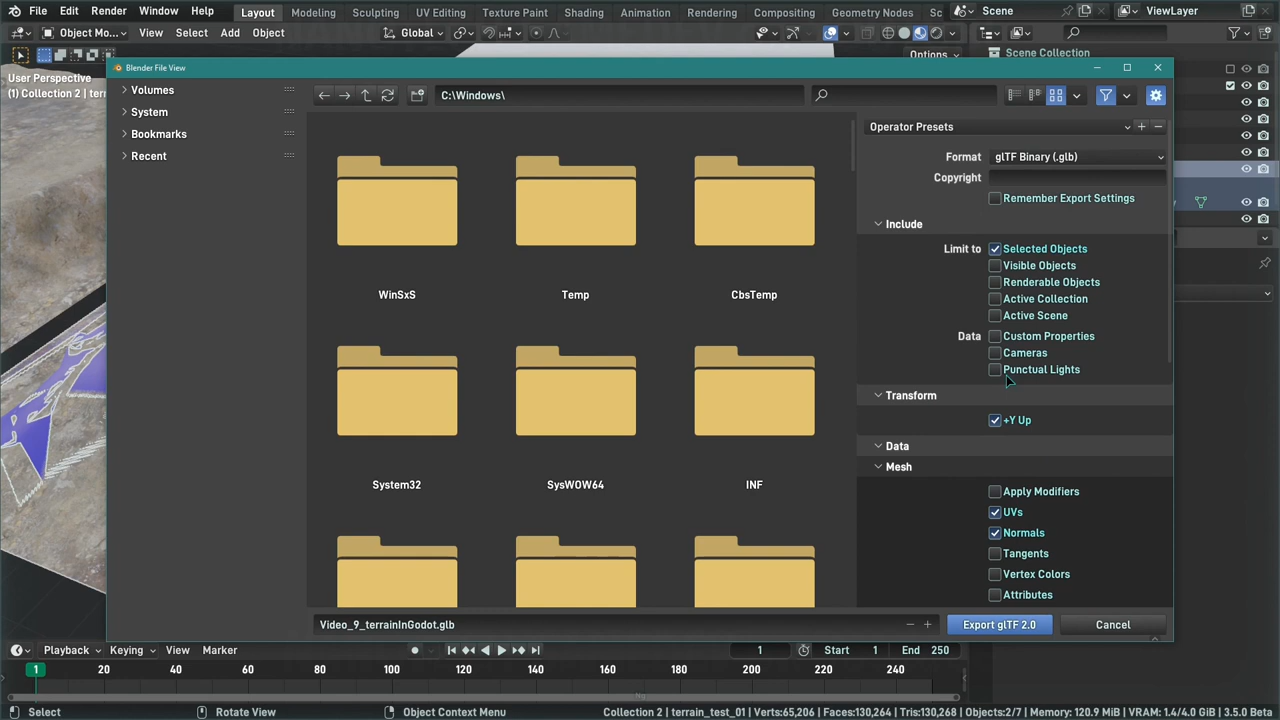 File Edit Render Window Help Layout Modeling Sculpting UV Editing Texture Paint Shading Animation Rendering Compositing Geometry Nodes Scene ViewLayer
Object Mo... View Select Add Object Global
Options
Scene Collection
User Perspective
(1) Collection 2 | terr
Blender File View
Volumes
System
Bookmarks
Recent
C:\Windows\
WinSxS Temp CbsTemp
System32 SysWOW64 INF
Operator Presets
Format glTF Binary (.glb)
Copyright
Remember Export Settings
Include
Limit to Selected Objects
Visible Objects
Renderable Objects
Active Collection
Active Scene
Data Custom Properties
Cameras
Punctual Lights
Transform
+Y Up
Data
Mesh
Apply Modifiers
UVs
Normals
Tangents
Vertex Colors
Attributes
Video_9_terrainInGodot.glb
Export glTF 2.0 Cancel
Playback Keying View Marker 1 Start 1 End 250
1 20 40 60 80 100 120 140 160 180 200 220 240
Select Rotate View Object Context Menu Collection 2 | terrain_test_01 | Verts:65,206 | Faces:130,264 | Tris:130,268 | Objects:2/7 | Memory: 120.9 MiB | VRAM: 1.4/4.0 GiB | 3.5.0 Beta